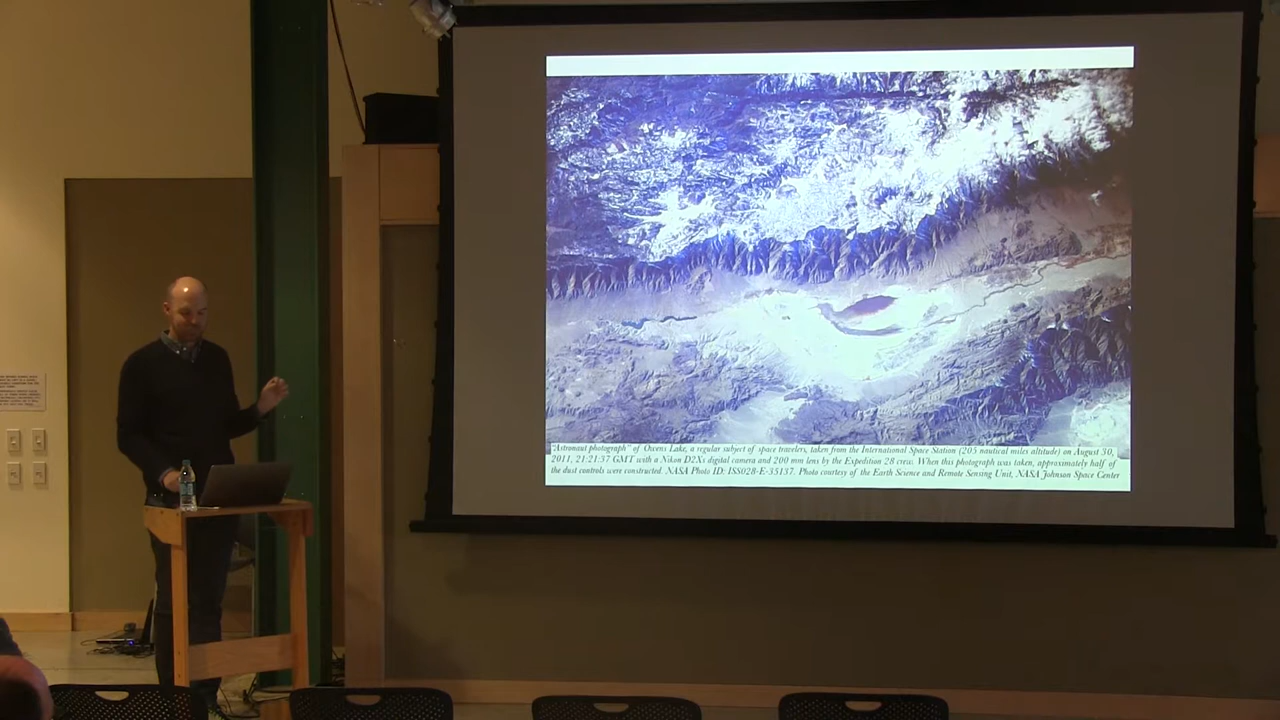 "Astronaut photograph" of Owens Lake, a regular subject of space travelers, taken from the International Space Station (205 nautical miles altitude) on August 30,
2011, 21:21:37 GMT with a Nikon D2Xs digital camera and 200 mm lens by the Expedition 28 crew. When this photograph was taken, approximately half of
the dust controls were constructed. NASA Photo ID: ISS028-E-35137. Photo courtesy of the Earth Science and Remote Sensing Unit, NASA Johnson Space Center